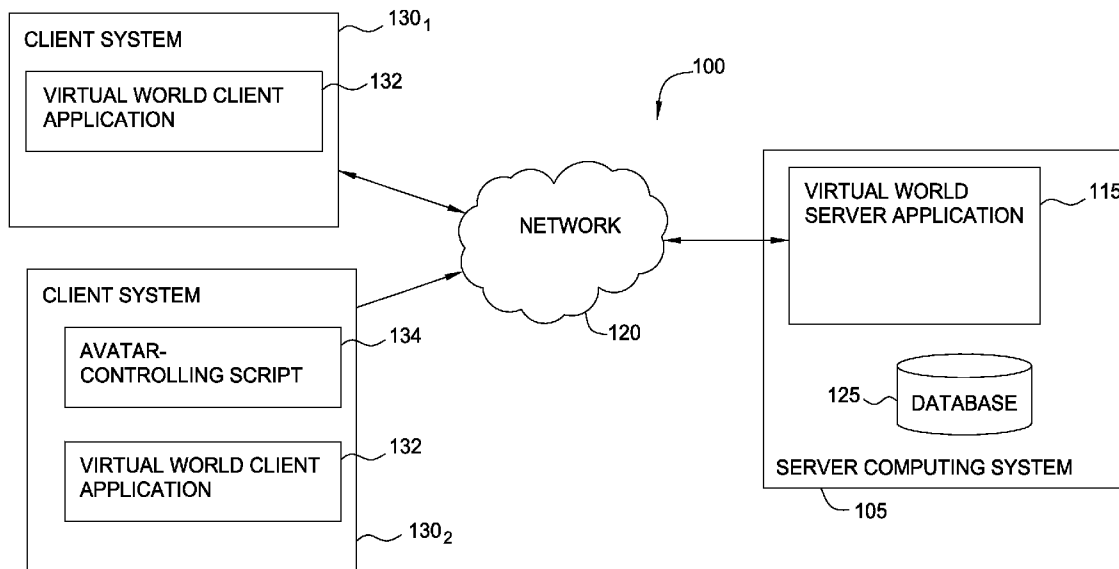 CLIENT SYSTEM
130₁
VIRTUAL WORLD CLIENT
APPLICATION
132
100
NETWORK
120
VIRTUAL WORLD
SERVER APPLICATION
115
125
DATABASE
SERVER COMPUTING SYSTEM
105
CLIENT SYSTEM
AVATAR-
CONTROLLING SCRIPT
134
VIRTUAL WORLD CLIENT
APPLICATION
132
130₂